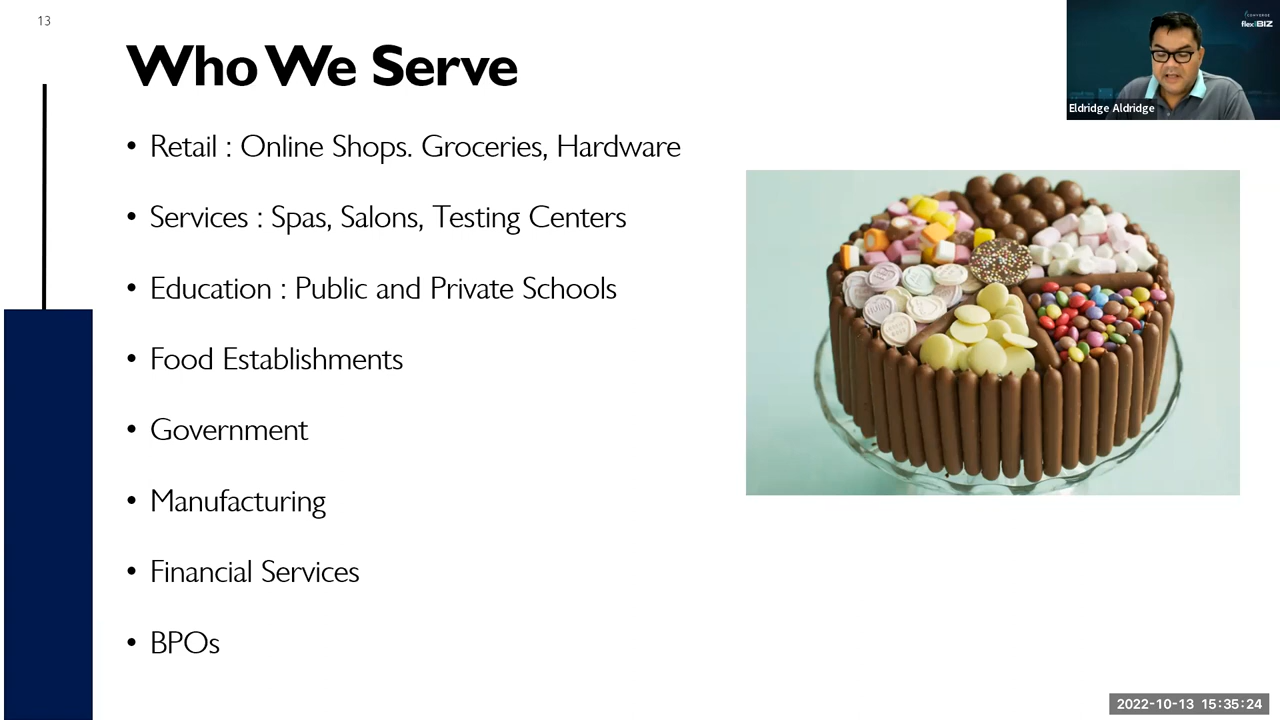 13
Who We Serve
CONVERGE
flexiBIZ
Eldridge Aldridge
• Retail : Online Shops. Groceries, Hardware
• Services : Spas, Salons, Testing Centers
• Education : Public and Private Schools
• Food Establishments
• Government
• Manufacturing
• Financial Services
• BPOs
2022-10-13 15:35:24